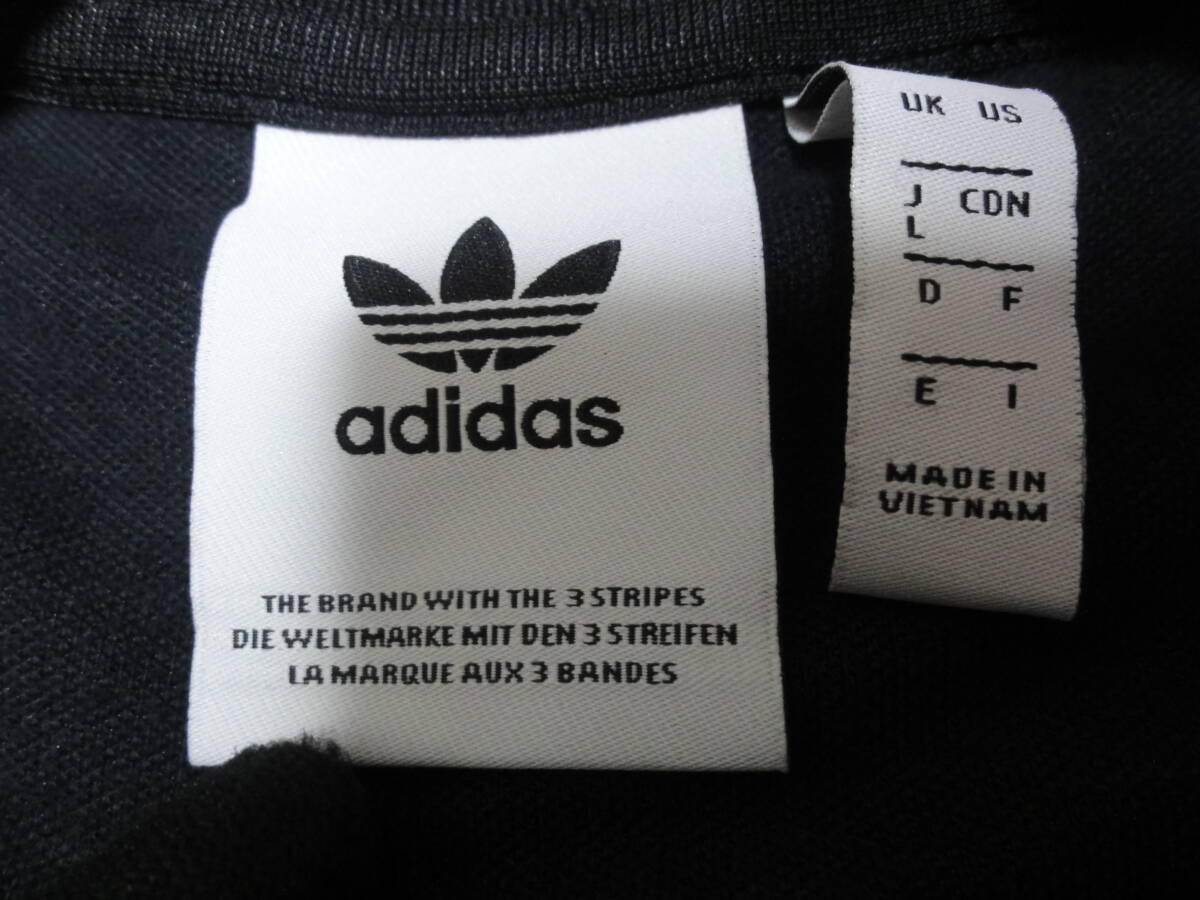 adidas
THE BRAND WITH THE 3 STRIPES
DIE WELTMARKE MIT DEN 3 STREIFEN
LA MARQUE AUX 3 BANDES
UK US
J CDN
L
D F
E I
MADE IN
VIETNAM